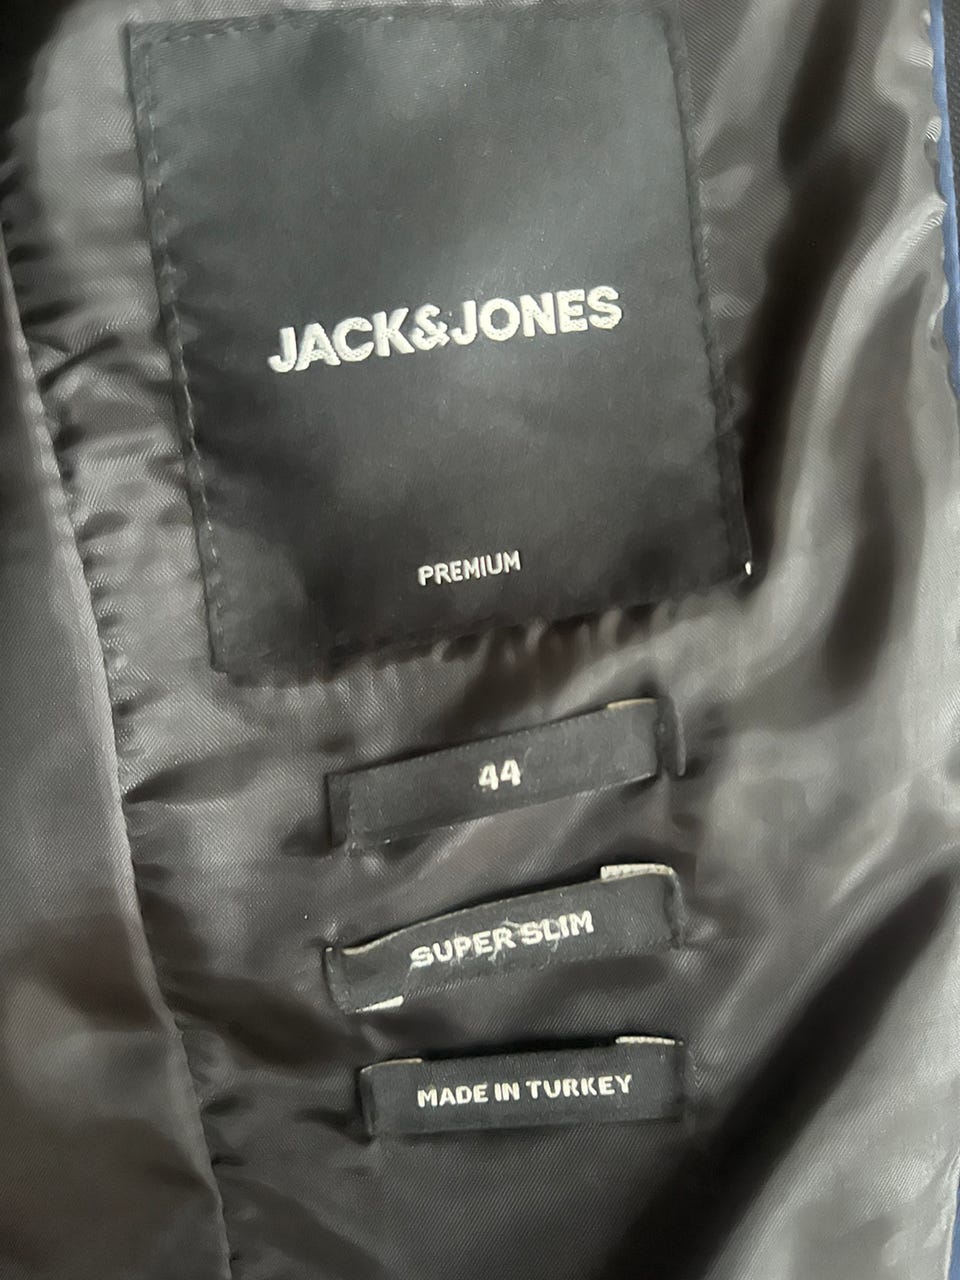 JACK&JONES
PREMIUM
44
SUPER SLIM
MADE IN TURKEY